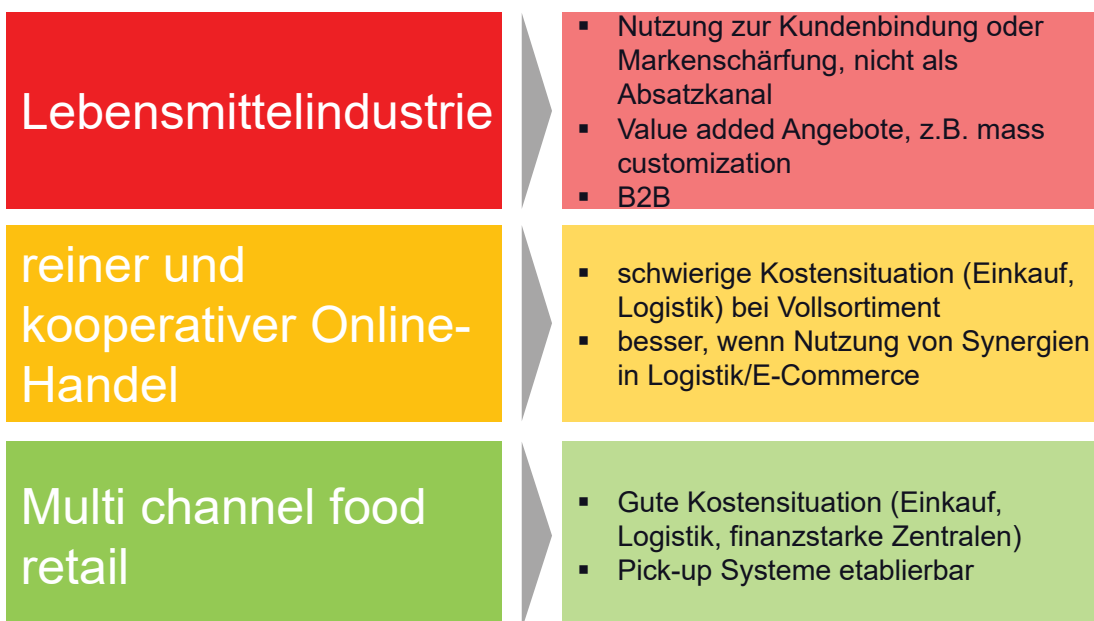 Lebensmittelindustrie
▪ Nutzung zur Kundenbindung oder
Markenschärfung, nicht als
Absatzkanal
▪ Value added Angebote, z.B. mass
customization
▪ B2B
reiner und
kooperativer Online-
Handel
▪ schwierige Kostensituation (Einkauf,
Logistik) bei Vollsortiment
▪ besser, wenn Nutzung von Synergien
in Logistik/E-Commerce
Multi channel food
retail
▪ Gute Kostensituation (Einkauf,
Logistik, finanzstarke Zentralen)
▪ Pick-up Systeme etablierbar